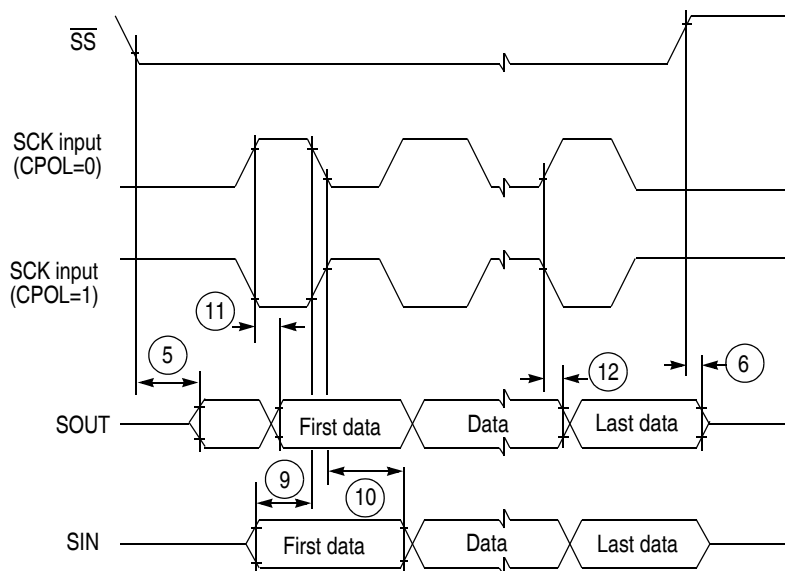 SS
SCK input
(CPOL=0)
SCK input
(CPOL=1)
11
5
12
6
SOUT
First data
Data
Last data
9
10
SIN
First data
Data
Last data